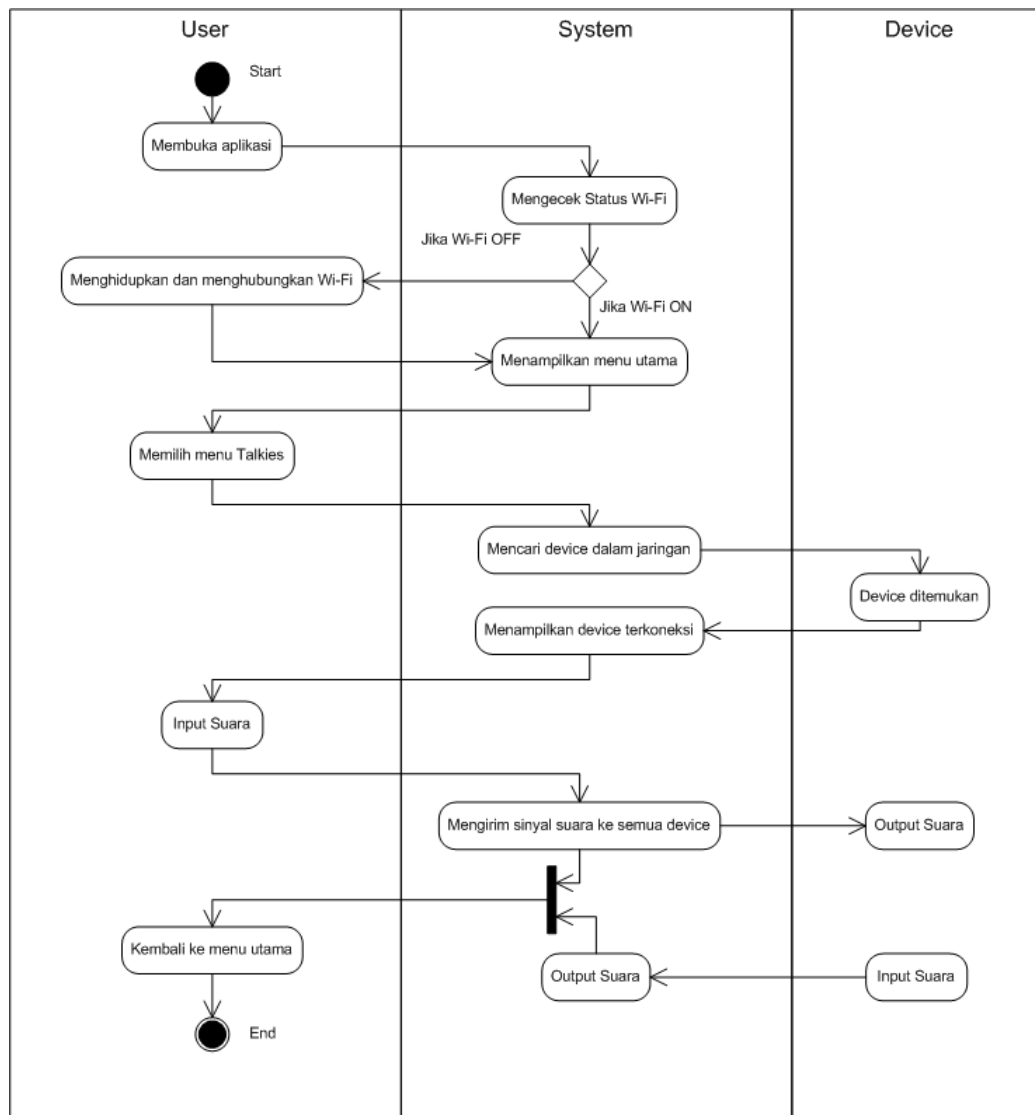 User
System
Device
Start
Membuka aplikasi
Mengecek Status Wi-Fi
Jika Wi-Fi OFF
Menghidupkan dan menghubungkan Wi-Fi
Jika Wi-Fi ON
Menampilkan menu utama
Memilih menu Talkies
Mencari device dalam jaringan
Device ditemukan
Menampilkan device terkoneksi
Input Suara
Mengirim sinyal suara ke semua device
Output Suara
Kembali ke menu utama
Output Suara
Input Suara
End